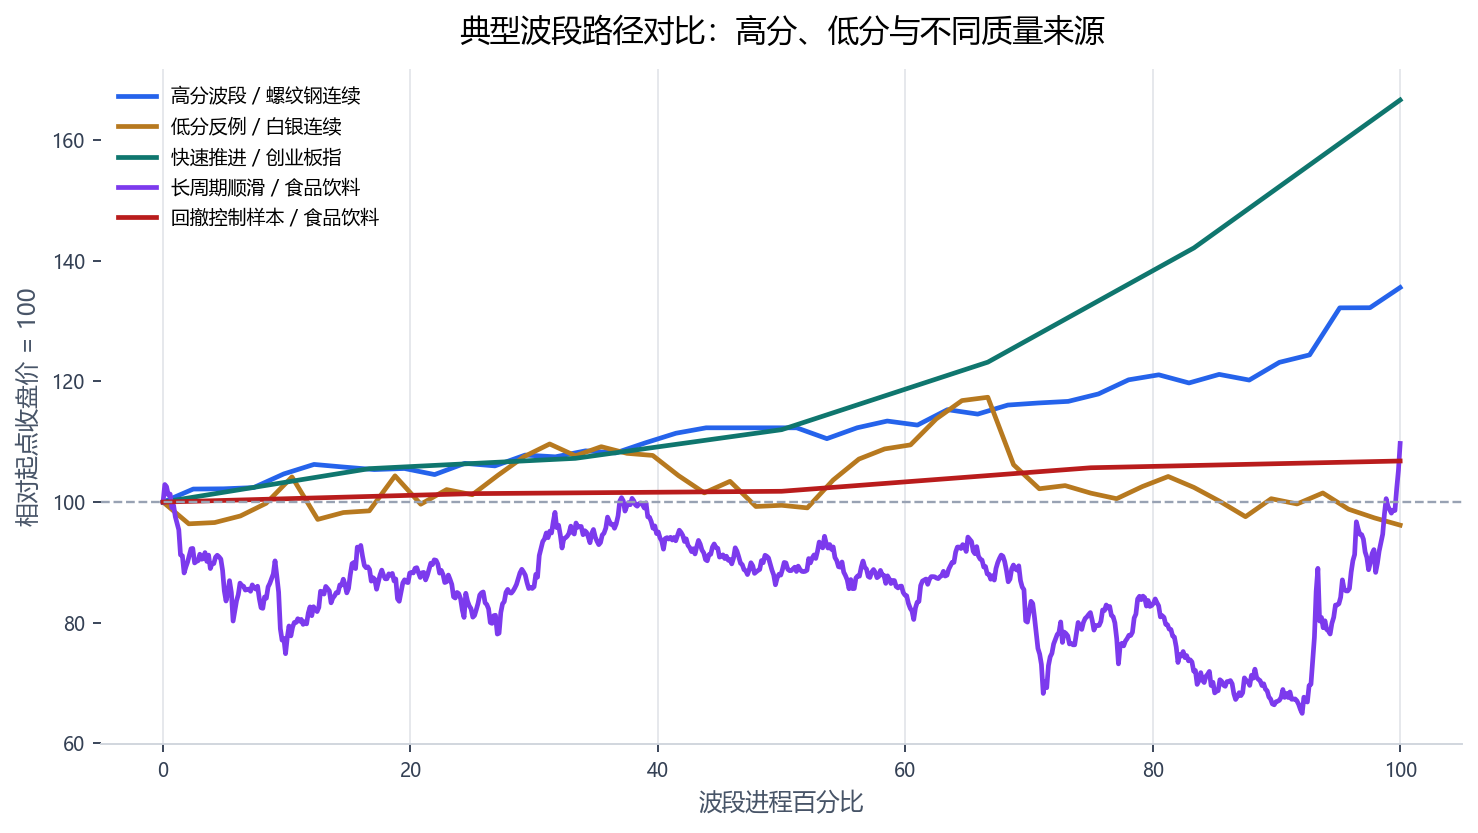 典型波段路径对比：高分、低分与不同质量来源
高分波段 / 螺纹钢连续
低分反例 / 白银连续
快速推进 / 创业板指
长周期顺滑 / 食品饮料
回撤控制样本 / 食品饮料
相对起点收盘价 = 100
160
140
120
100
80
60
0 20 40 60 80 100
波段进程百分比